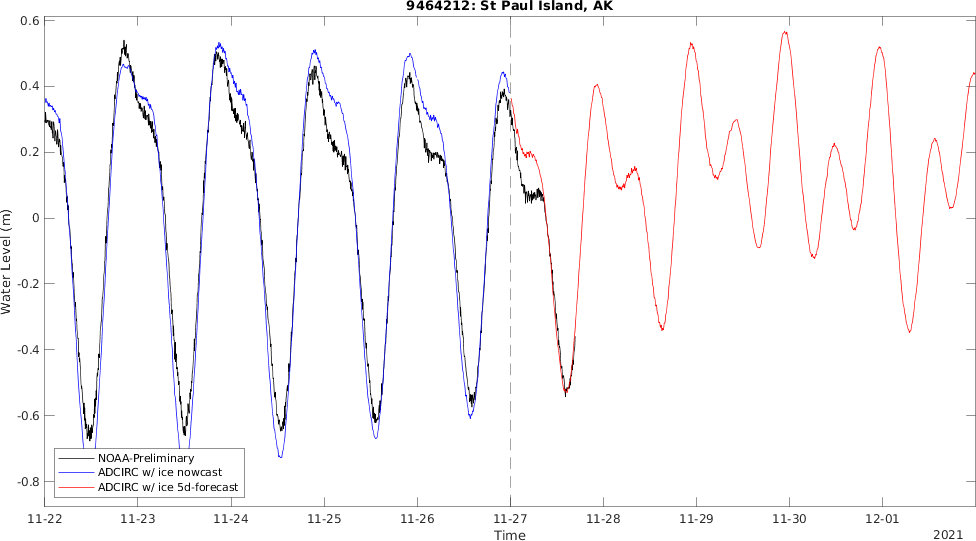 9464212: St Paul Island, AK
0.6
0.4
0.2
0
-0.2
-0.4
-0.6
-0.8
Water Level (m)
NOAA-Preliminary
ADCIRC w/ ice nowcast
ADCIRC w/ ice 5d-forecast
11-22 11-23 11-24 11-25 11-26 11-27 11-28 11-29 11-30 12-01
Time
2021